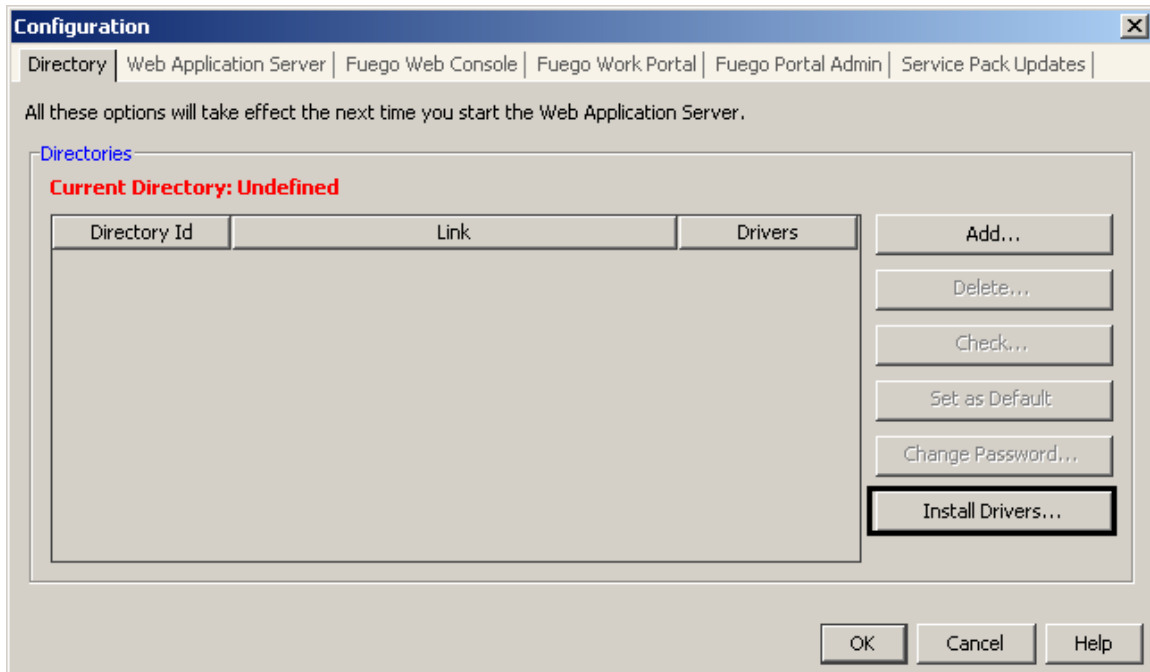 Configuration
Directory Web Application Server Fuego Web Console Fuego Work Portal Fuego Portal Admin Service Pack Updates
All these options will take effect the next time you start the Web Application Server.
Directories
Current Directory: Undefined
Directory Id Link Drivers
Add...
Delete...
Check...
Set as Default
Change Password...
Install Drivers...
OK Cancel Help